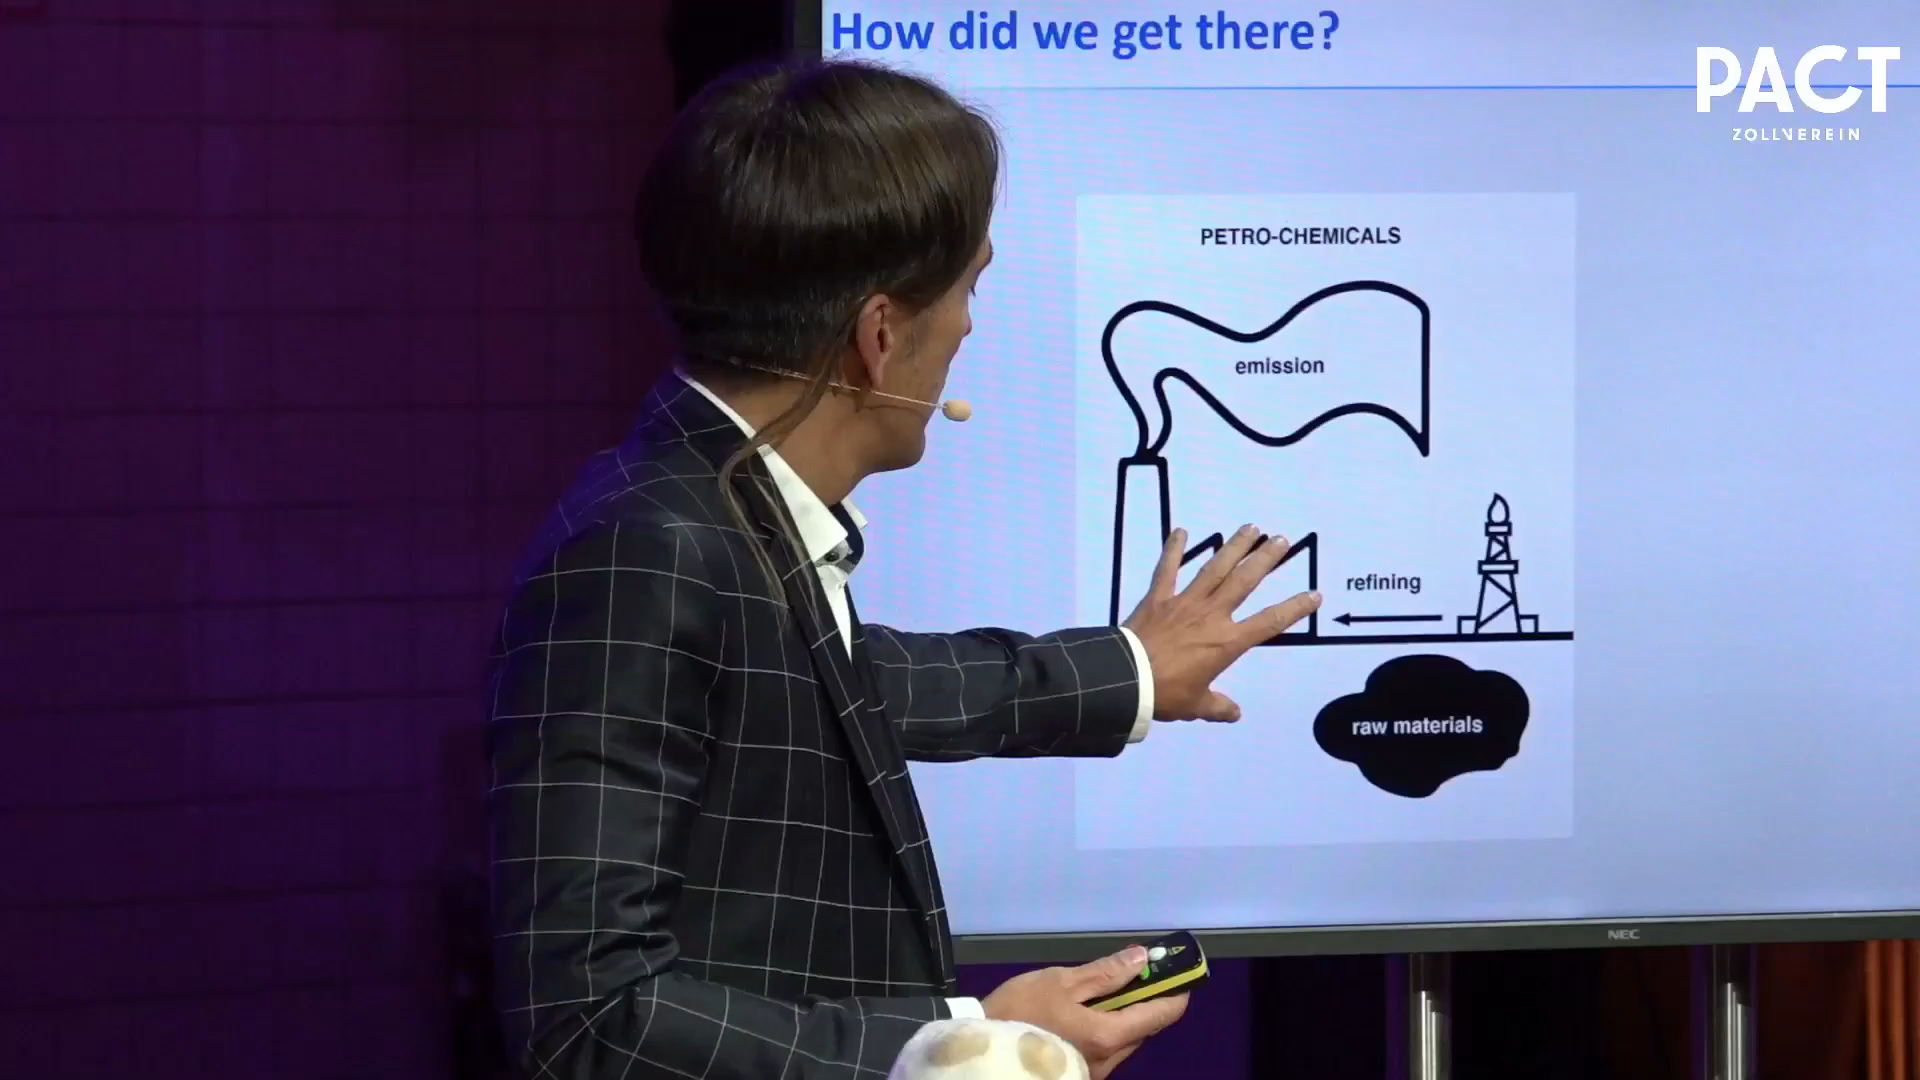 How did we get there?
PACT
ZOLLVEREIN
PETRO-CHEMICALS
emission
refining
raw materials
NEC